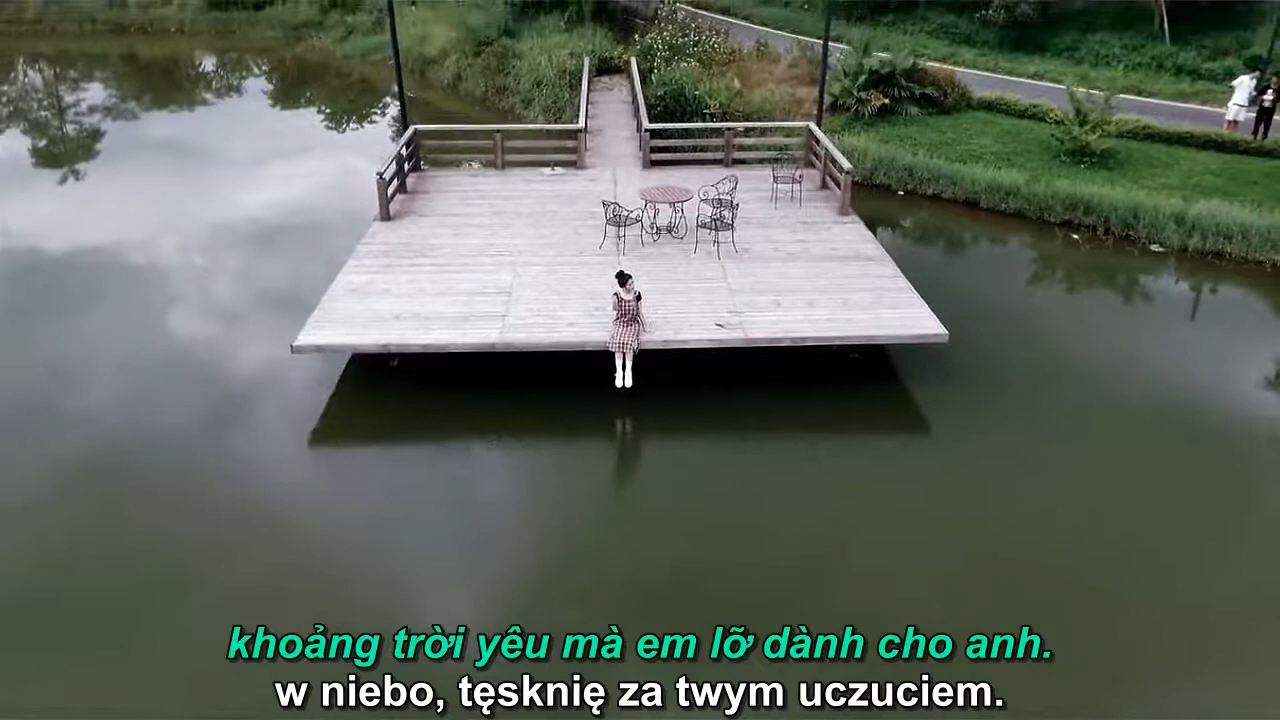 khoảng trời yêu mà em lỡ dành cho anh.
w niebo, tęsknię za twym uczuciem.